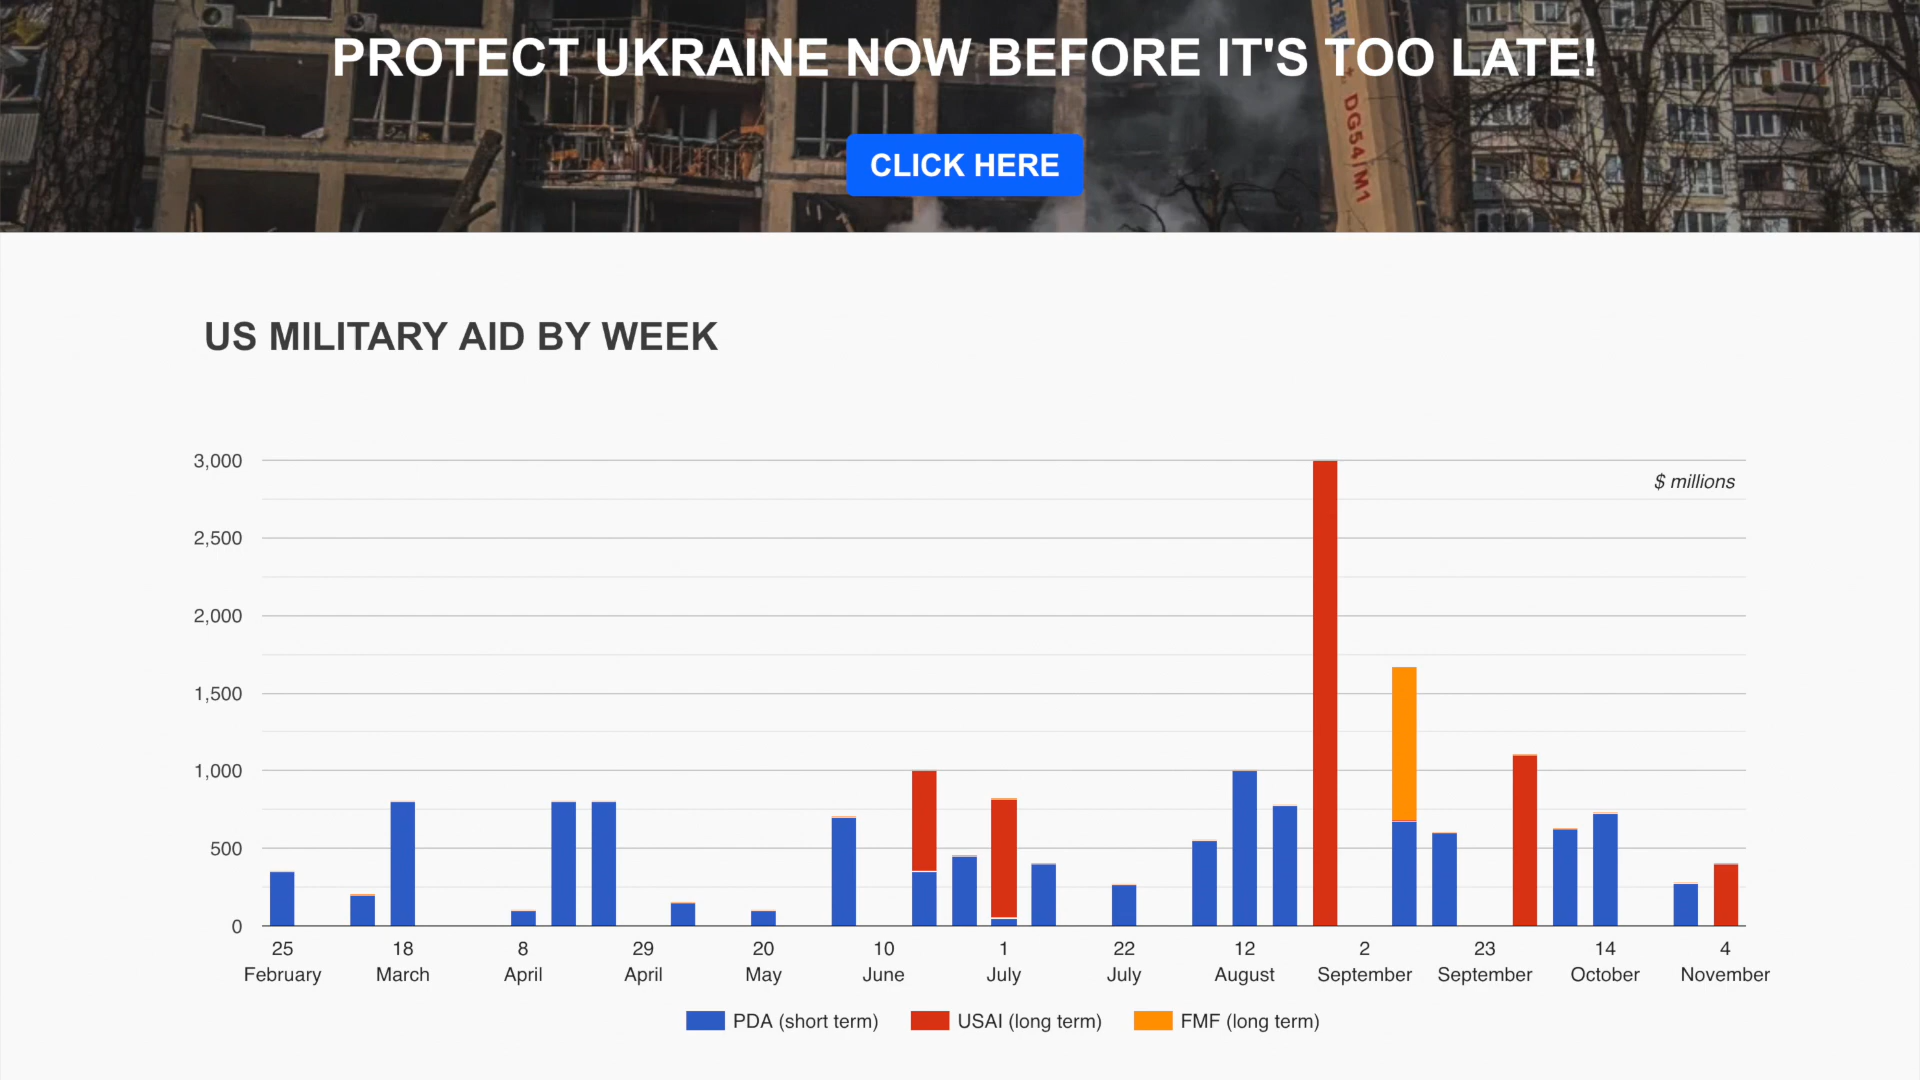 PROTECT UKRAINE NOW BEFORE IT'S TOO LATE!
DG54/M1
CLICK HERE
US MILITARY AID BY WEEK
3,000
$ millions
2,500
2,000
1,500
1,000
500
0
25 18 8 29 20 10 1 22 12 2 23 14 4
February March April April May June July July August September September October November
PDA (short term) USAI (long term) FMF (long term)